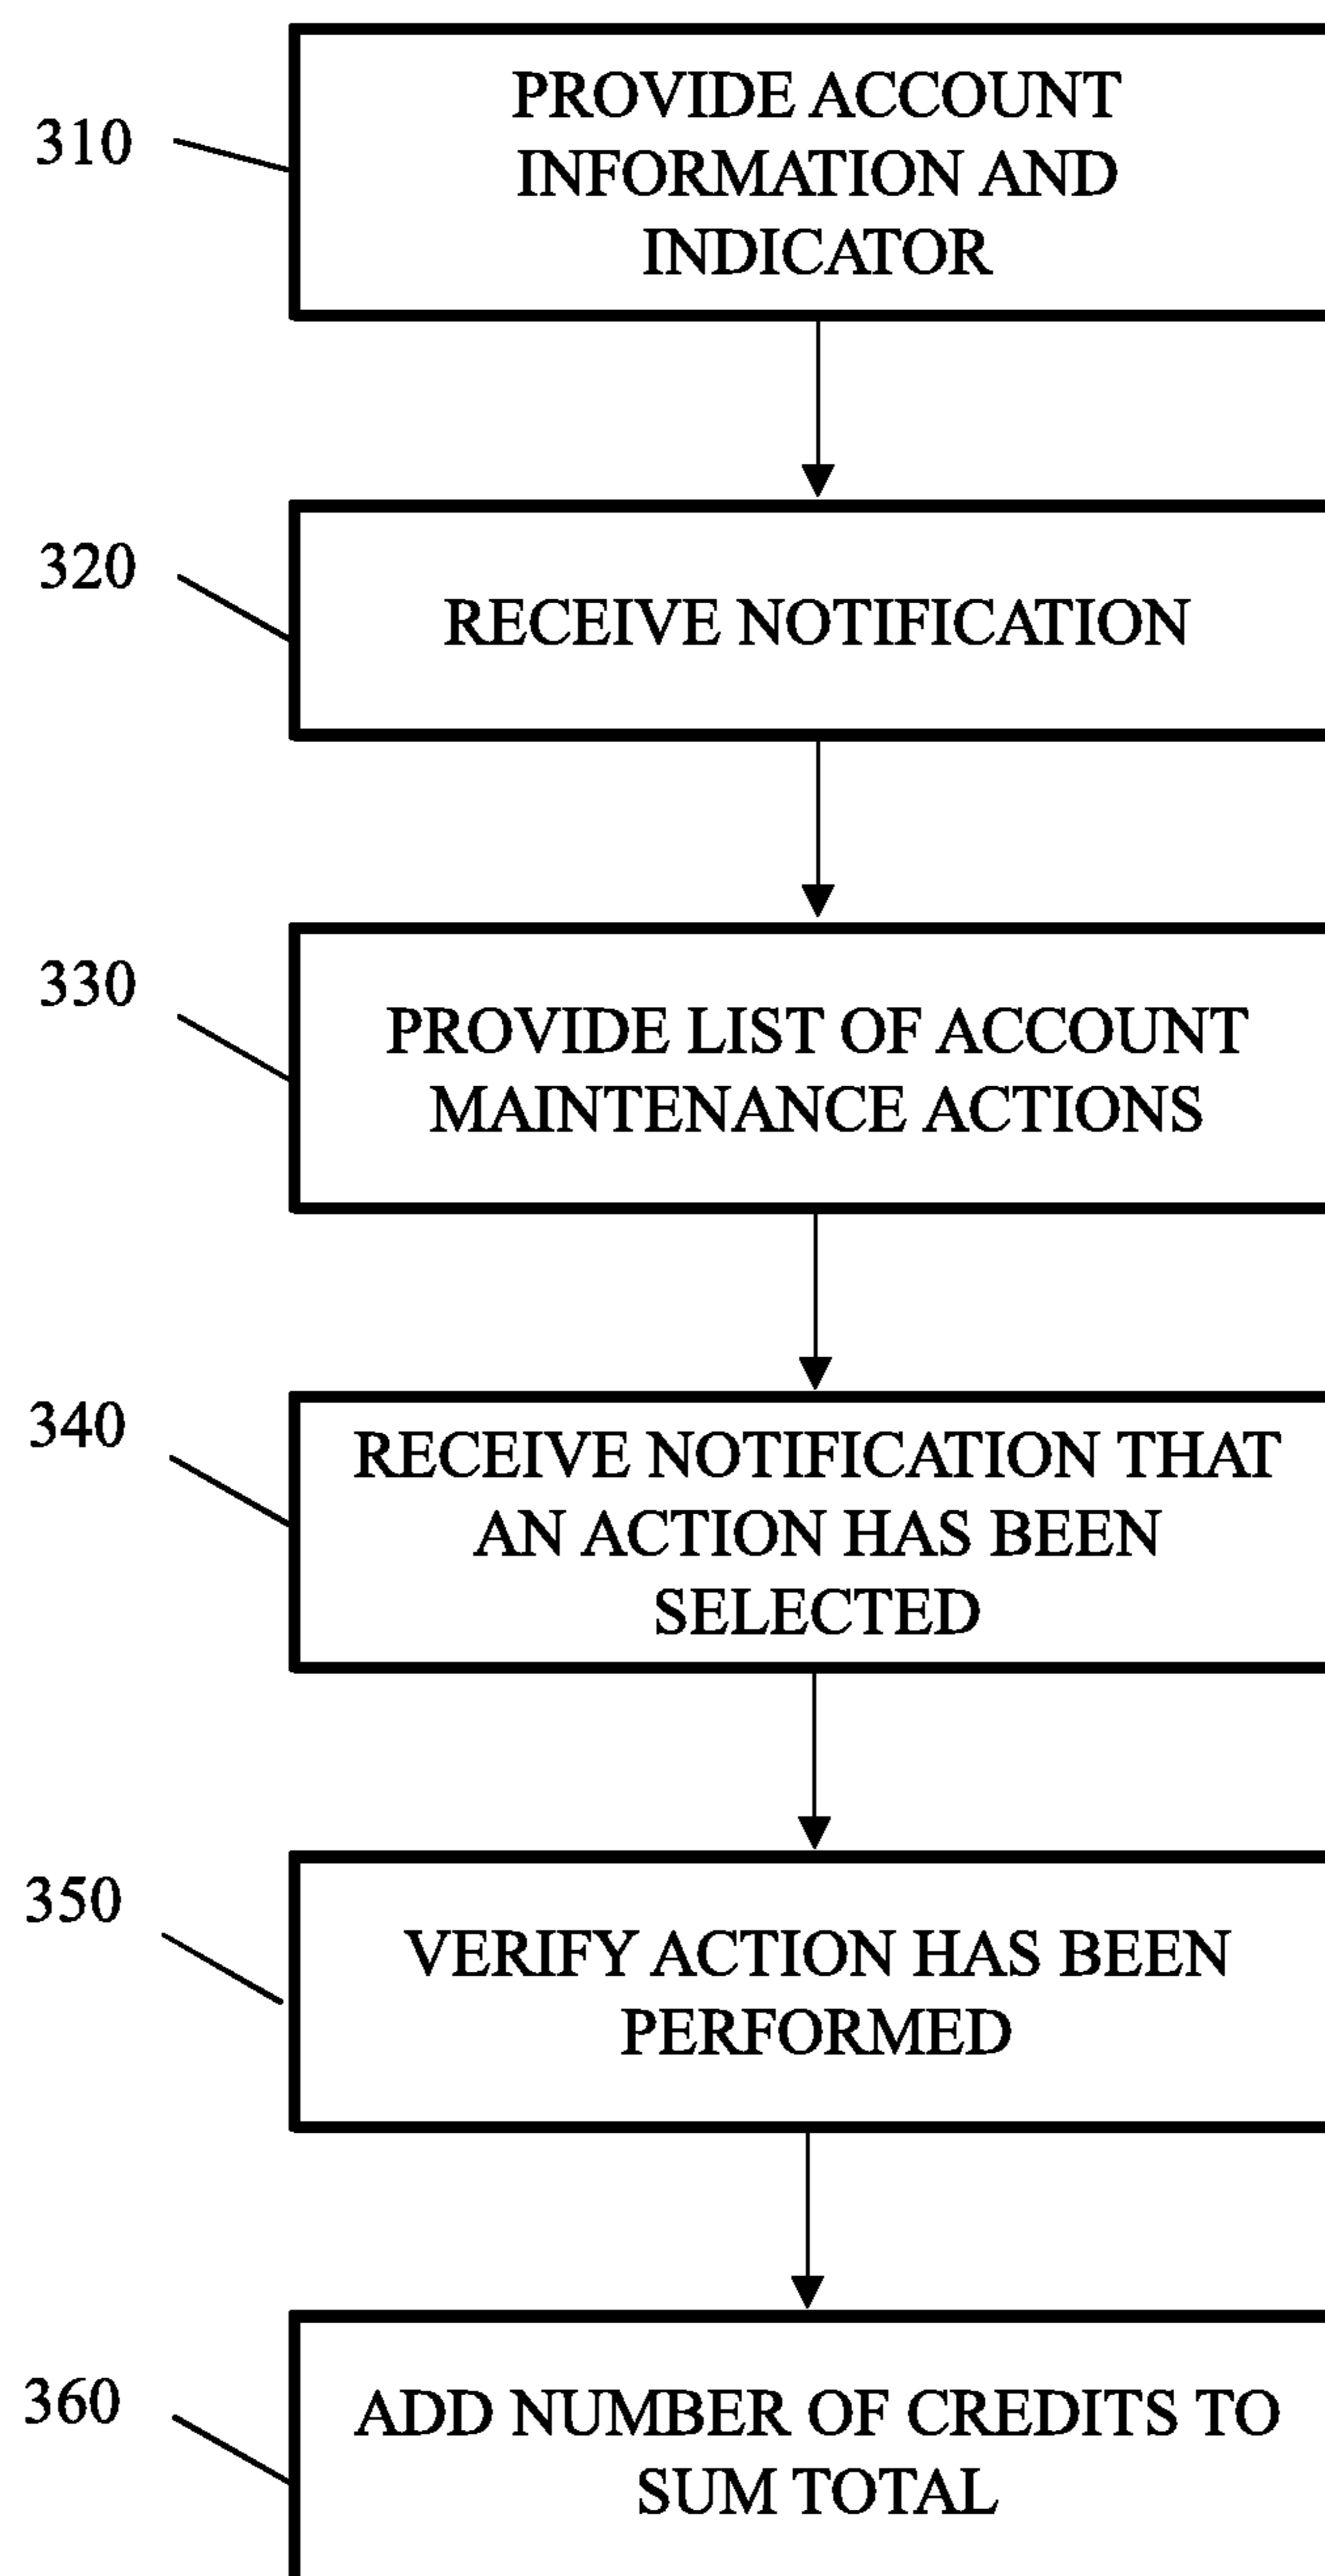 310
PROVIDE ACCOUNT
INFORMATION AND
INDICATOR
320
RECEIVE NOTIFICATION
330
PROVIDE LIST OF ACCOUNT
MAINTENANCE ACTIONS
340
RECEIVE NOTIFICATION THAT
AN ACTION HAS BEEN
SELECTED
350
VERIFY ACTION HAS BEEN
PERFORMED
360
ADD NUMBER OF CREDITS TO
SUM TOTAL